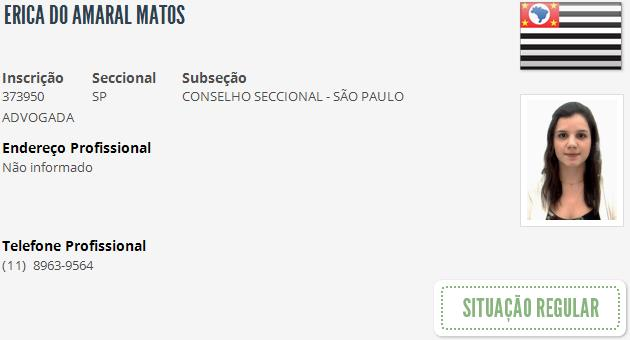 ERICA DO AMARAL MATOS
Inscrição Seccional Subseção
373950 SP CONSELHO SECCIONAL - SÃO PAULO
ADVOGADA
Endereço Profissional
Não informado
Telefone Profissional
(11) 8963-9564
SITUAÇÃO REGULAR